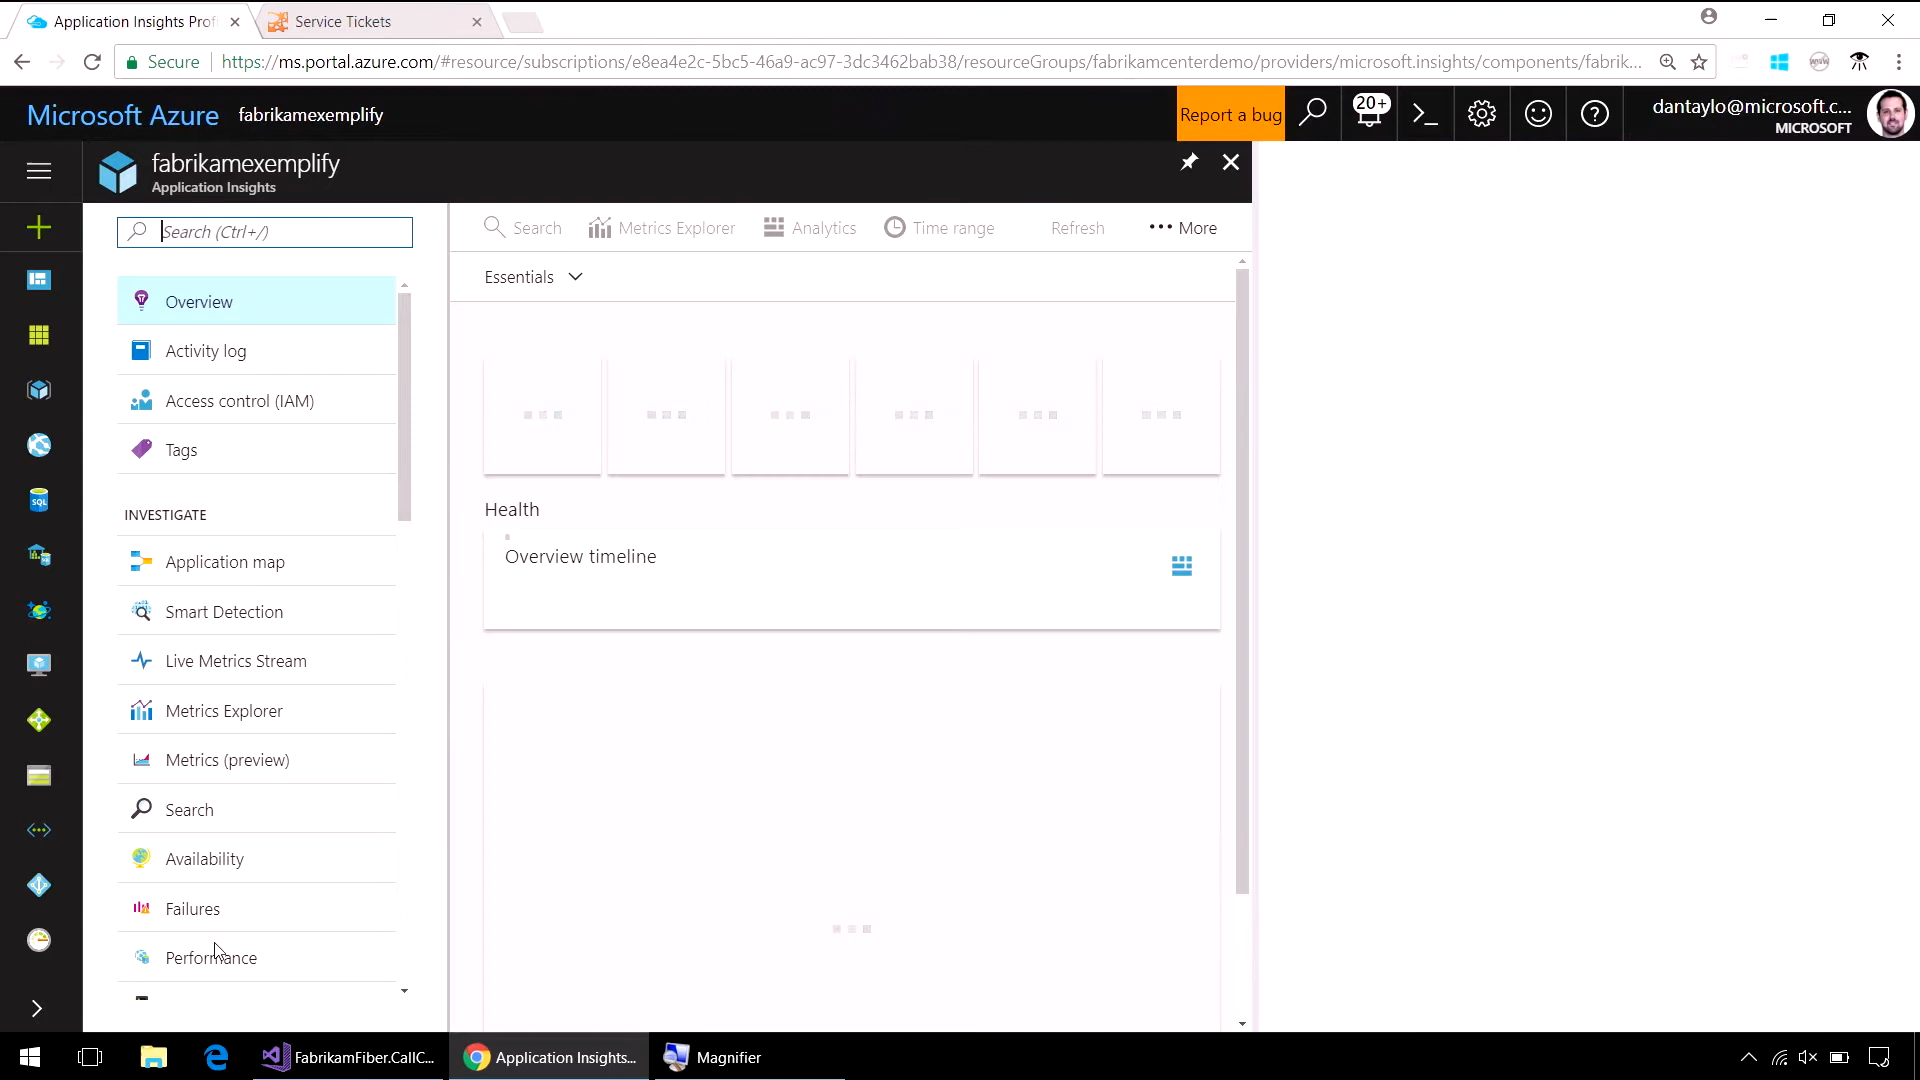 Application Insights Prof
Service Tickets
Secure
https://ms.portal.azure.com/#resource/subscriptions/e8ea4e2c-5bc5-46a9-ac97-3dc3462bab38/resourceGroups/fabrikamcenterdemo/providers/microsoft.insights/components/fabrik...
Microsoft Azure fabrikamexemplify
Report a bug
20+
dantaylo@microsoft.c...
MICROSOFT
fabrikamexemplify
Application Insights
Search (Ctrl+/)
Search
Metrics Explorer
Analytics
Time range
Refresh
More
Essentials
Overview
Activity log
Access control (IAM)
Tags
INVESTIGATE
Application map
Smart Detection
Live Metrics Stream
Metrics Explorer
Metrics (preview)
Search
Availability
Failures
Performance
Health
Overview timeline
SQL
FabrikamFiber.CallC...
Application Insights...
Magnifier